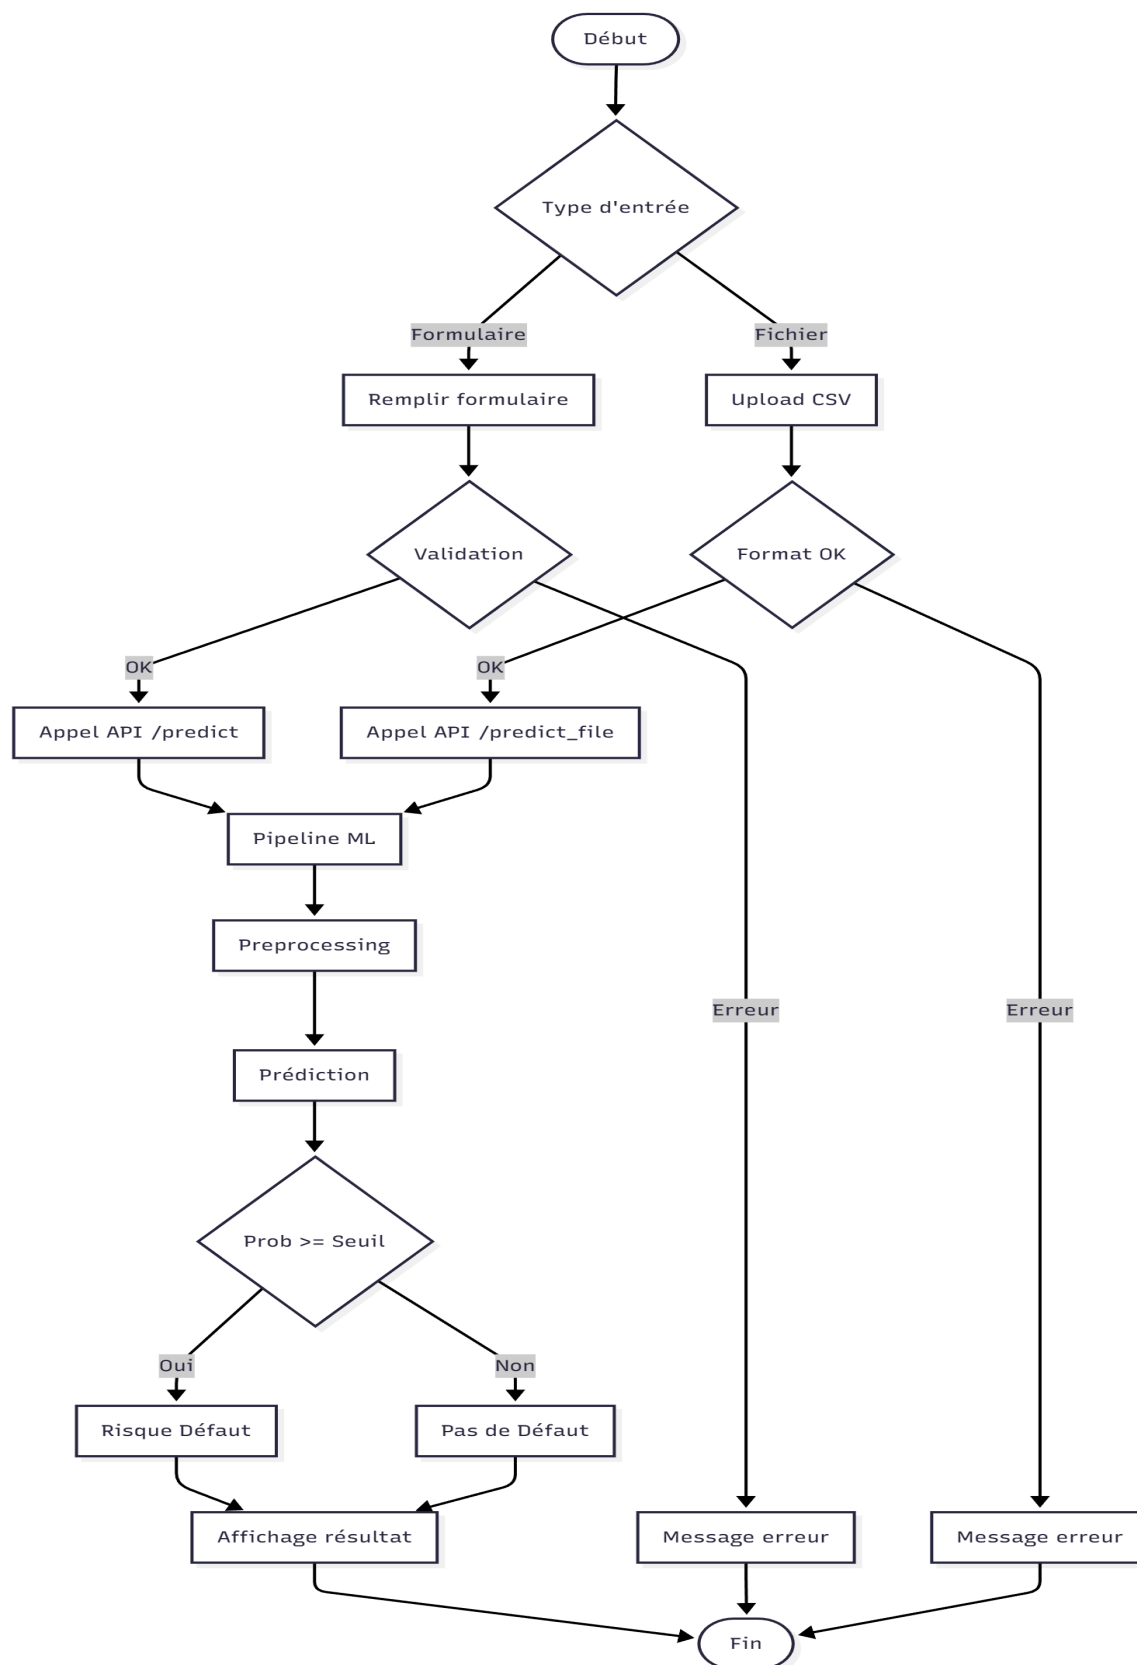 Début
Type d'entrée
Formulaire
Fichier
Remplir formulaire
Upload CSV
Validation
Format OK
OK
OK
Appel API /predict
Appel API /predict_file
Pipeline ML
Preprocessing
Erreur
Erreur
Prédiction
Prob >= Seuil
Oui
Non
Risque Défaut
Pas de Défaut
Affichage résultat
Message erreur
Message erreur
Fin